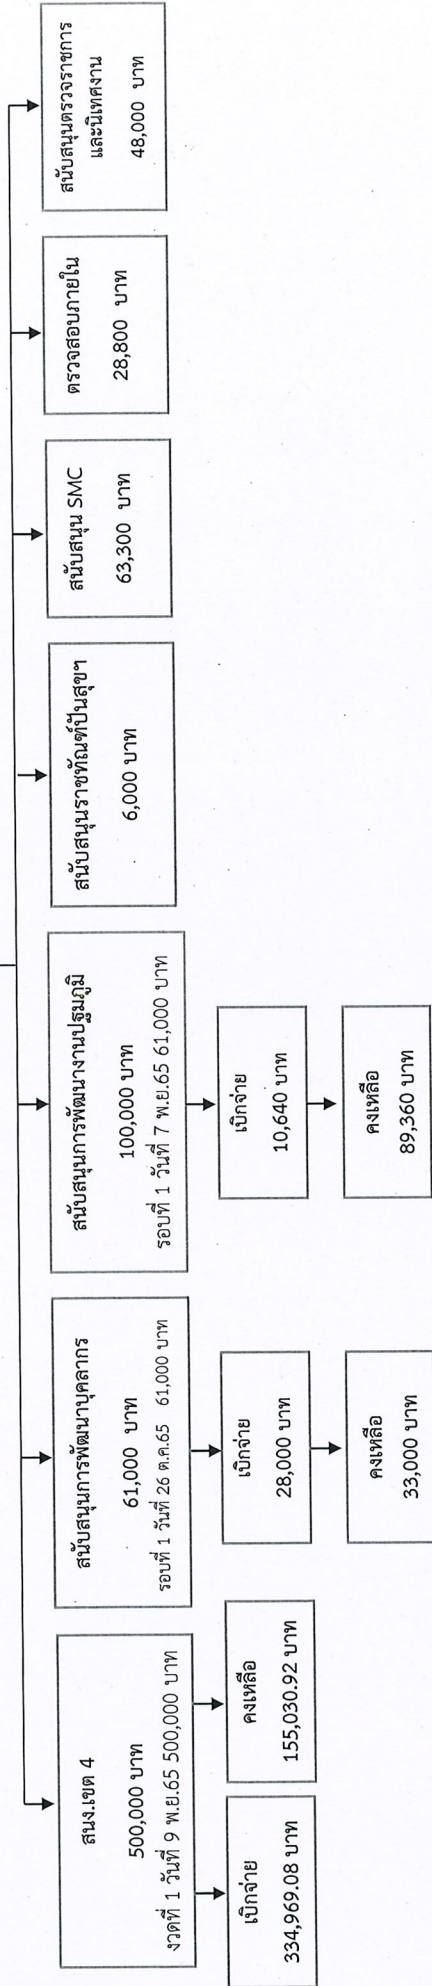 สนง.เขต 4
500,000 บาท
งวดที่ 1 วันที่ 9 พ.ย.65 500,000 บาท
เบิกจ่าย
334,969.08 บาท
คงเหลือ
155,030.92 บาท
สนับสนุนการพัฒนาบุคลากร
61,000 บาท
รอบที่ 1 วันที่ 26 ต.ค.65 61,000 บาท
เบิกจ่าย
28,000 บาท
คงเหลือ
33,000 บาท
สนับสนุนการพัฒนางานปฐมภูมิ
100,000 บาท
รอบที่ 1 วันที่ 7 พ.ย.65 61,000 บาท
เบิกจ่าย
10,640 บาท
คงเหลือ
89,360 บาท
สนับสนุนราชทัณฑ์ปันสุขฯ
6,000 บาท
สนับสนุน SMC
63,300 บาท
ตรวจสอบภายใน
28,800 บาท
สนับสนุนตรวจราชการ
และนิเทศงาน
48,000 บาท